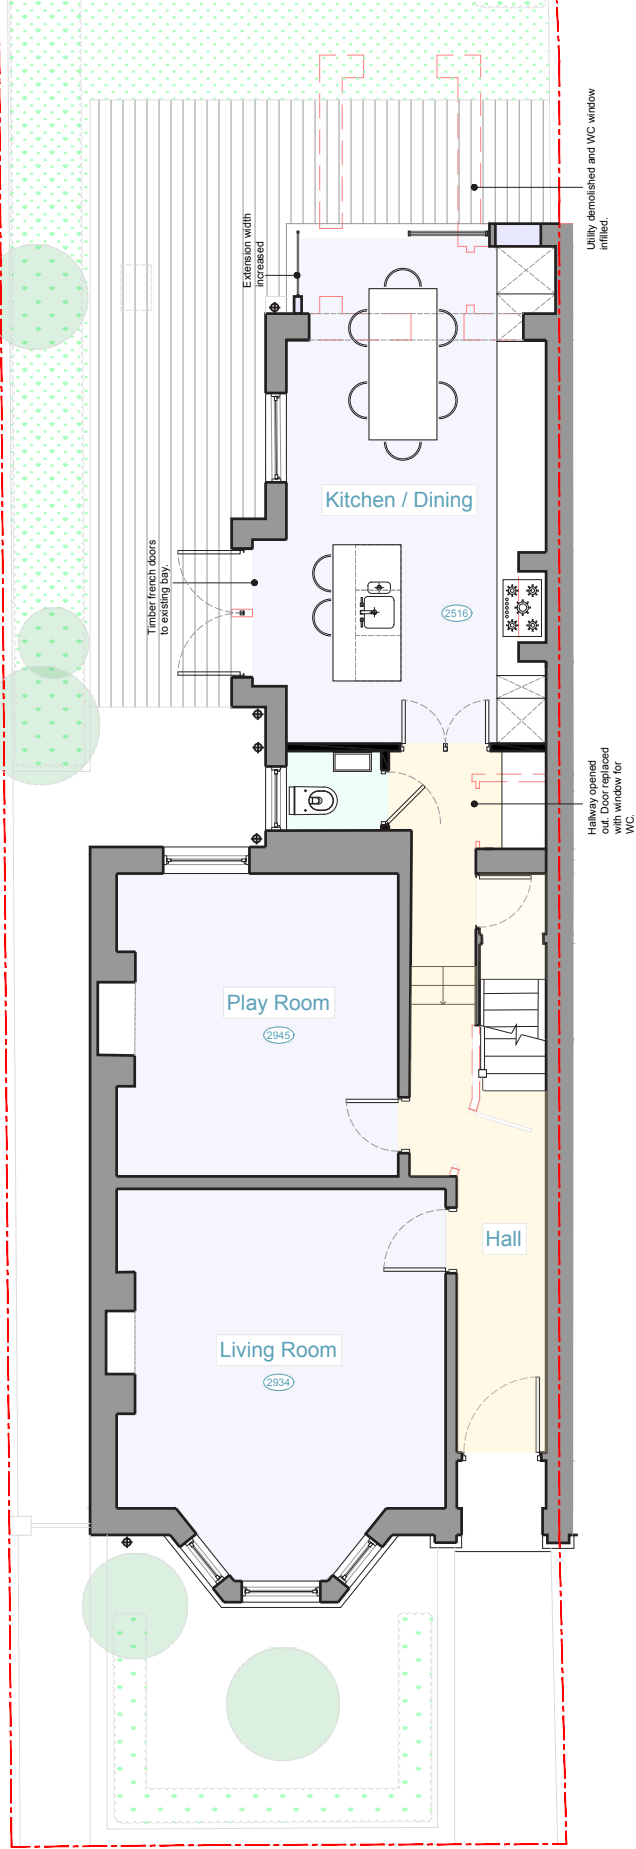 Utility demolished and WC window
infilled.
Extension width
increased
Kitchen / Dining
Timber french doors
to existing bay.
2516
Hallway opened
out. Door replaced
with window for
WC.
Play Room
2945
Hall
Living Room
2934